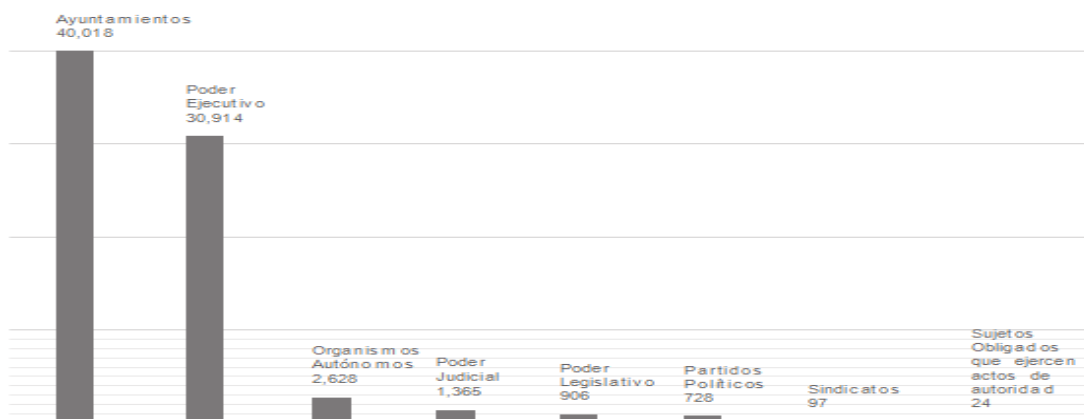 Ayuntamientos
40,018
Poder
Ejecutivo
30,914
Organismos
Autónomos
2,628
Poder
Judicial
1,365
Poder
Legislativo
906
Partidos
Políticos
728
Sindicatos
97
Sujetos
Obligados
que ejercen
actos de
autoridad
24